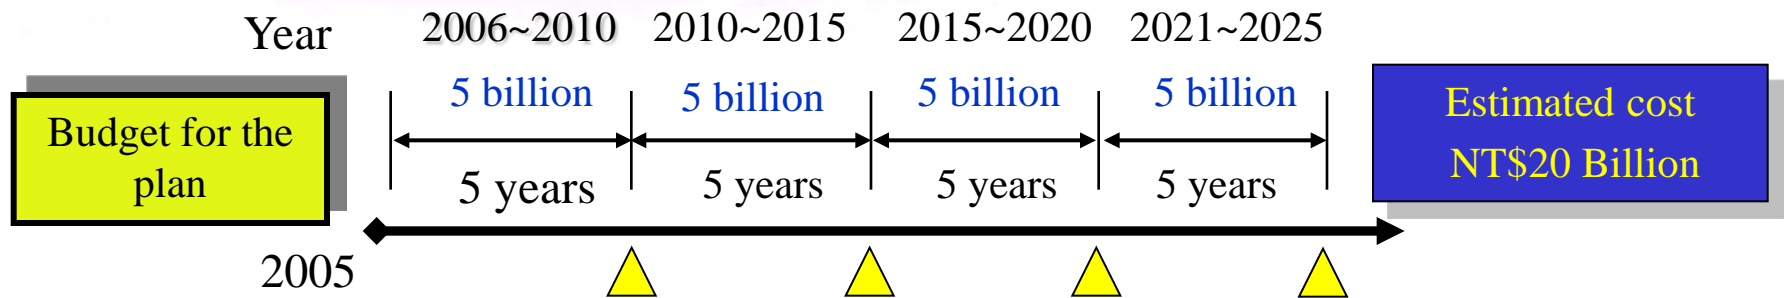 Year 2006~2010 2010~2015 2015~2020 2021~2025
5 billion 5 billion 5 billion 5 billion
Budget for the
plan
5 years 5 years 5 years 5 years
Estimated cost
NT$20 Billion
2005